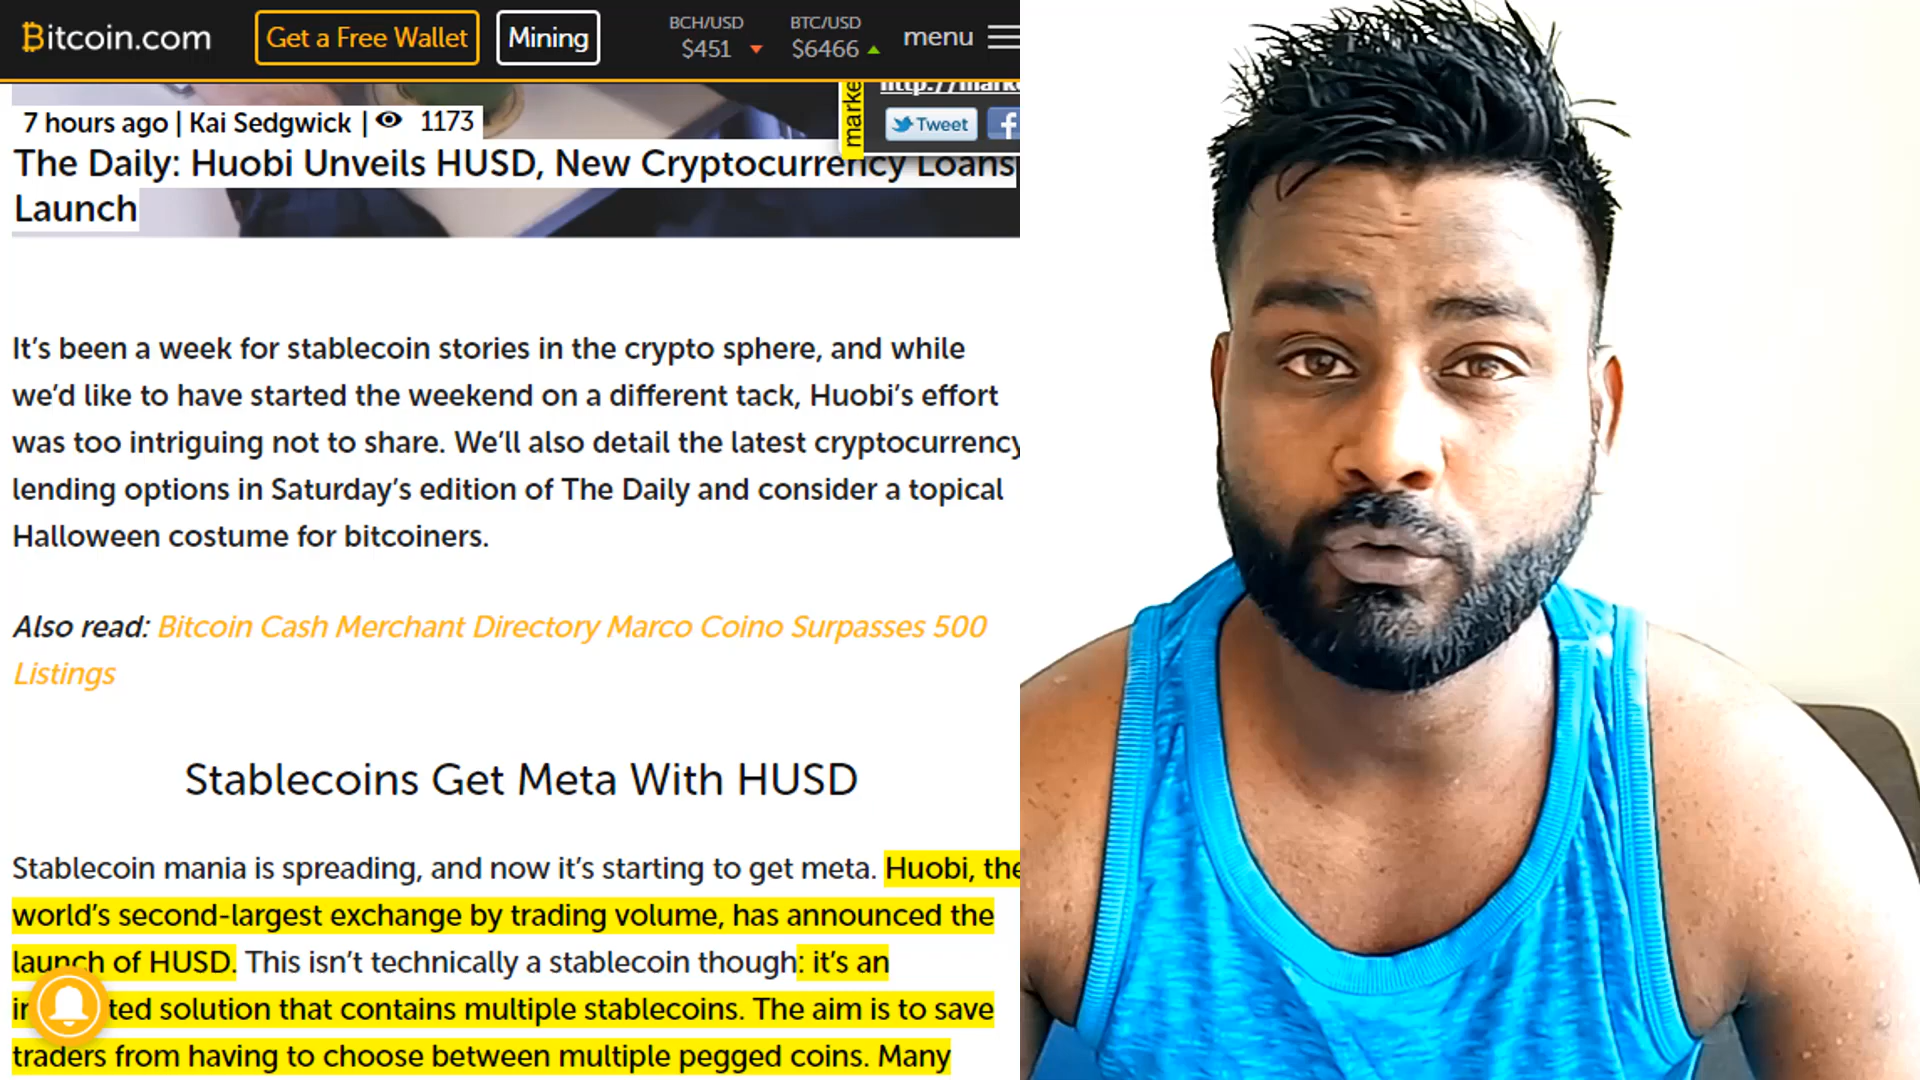 Bitcoin.com
Get a Free Wallet
Mining
BCH/USD
$451
BTC/USD
$6466
menu
http://mark
marke
Tweet
f
7 hours ago | Kai Sedgwick | 1173
The Daily: Huobi Unveils HUSD, New Cryptocurrency Loans
Launch
It’s been a week for stablecoin stories in the crypto sphere, and while
we’d like to have started the weekend on a different tack, Huobi’s effort
was too intriguing not to share. We’ll also detail the latest cryptocurrency
lending options in Saturday’s edition of The Daily and consider a topical
Halloween costume for bitcoiners.
Also read: Bitcoin Cash Merchant Directory Marco Coino Surpasses 500
Listings
Stablecoins Get Meta With HUSD
Stablecoin mania is spreading, and now it’s starting to get meta. Huobi, the
world’s second-largest exchange by trading volume, has announced the
launch of HUSD. This isn’t technically a stablecoin though: it’s an
ted solution that contains multiple stablecoins. The aim is to save
traders from having to choose between multiple pegged coins. Many